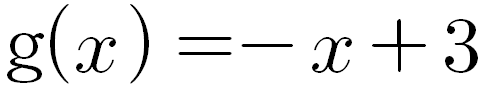 g(x) = − x + 3